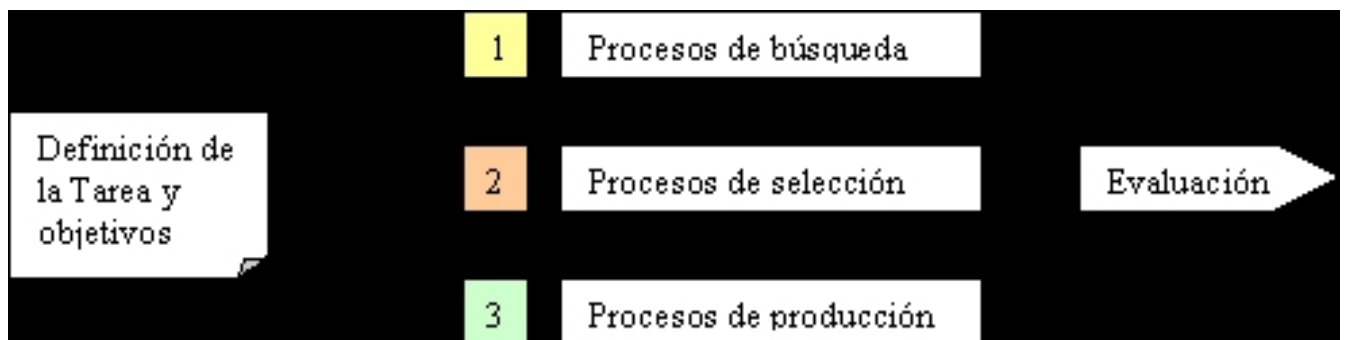 Definición de
la Tarea y
objetivos
1 Procesos de búsqueda
2 Procesos de selección
3 Procesos de producción
Evaluación